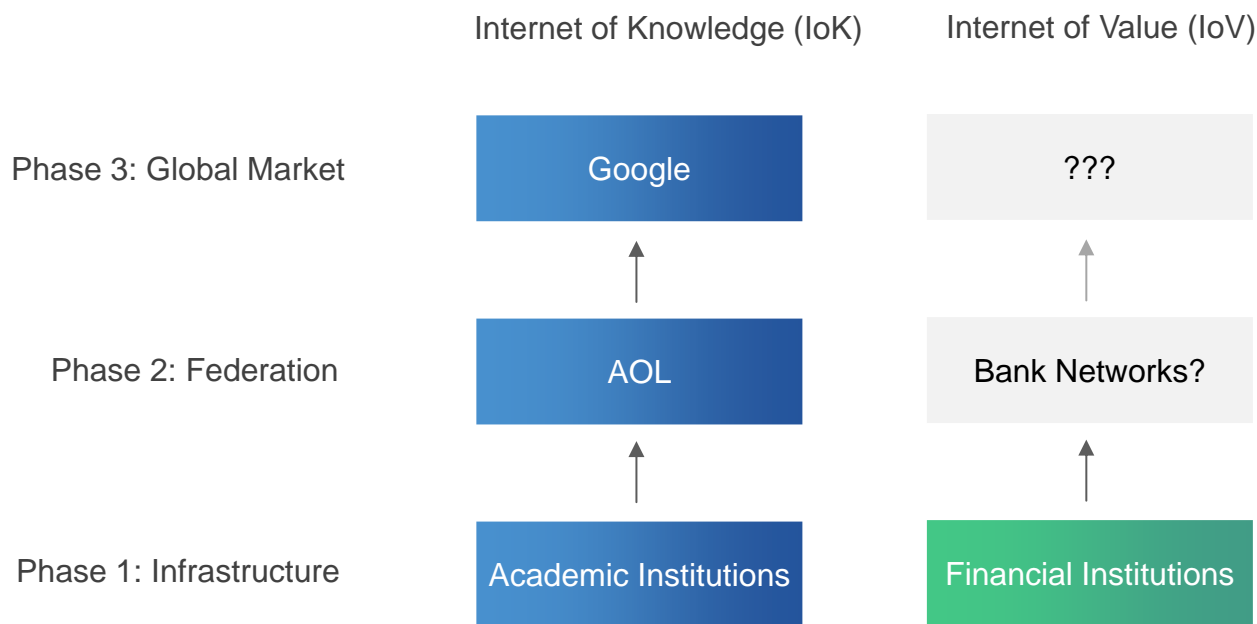 Internet of Knowledge (IoK)
Internet of Value (IoV)
Phase 3: Global Market
Google
???
Phase 2: Federation
AOL
Bank Networks?
Phase 1: Infrastructure
Academic Institutions
Financial Institutions